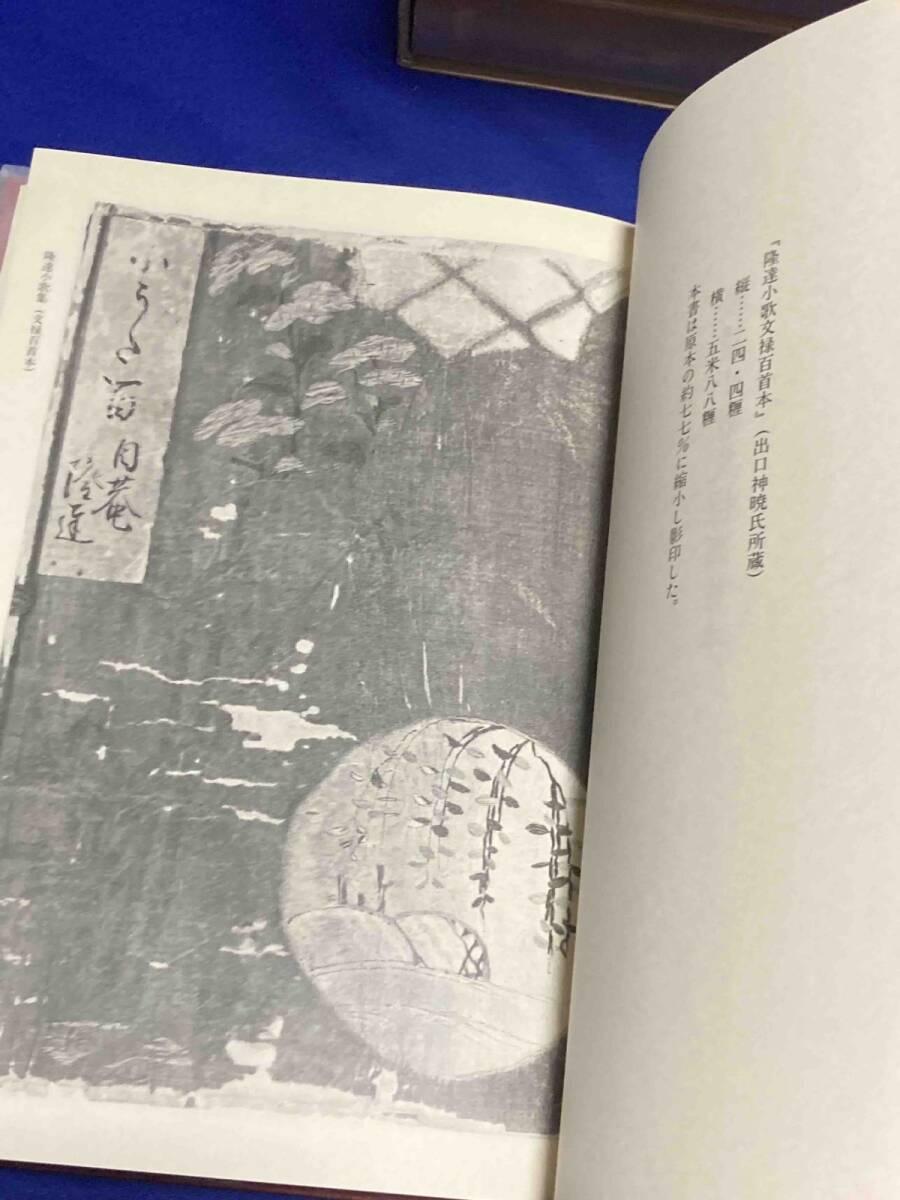 『隆達小歌文禄百首本』(出口神暁氏所蔵)
縦……二四・四糎
横……五米八八糎
本書は原本の約七七%に縮小し影印した。
小うた
自菴
隆達
隆達小歌集(文禄百首本)